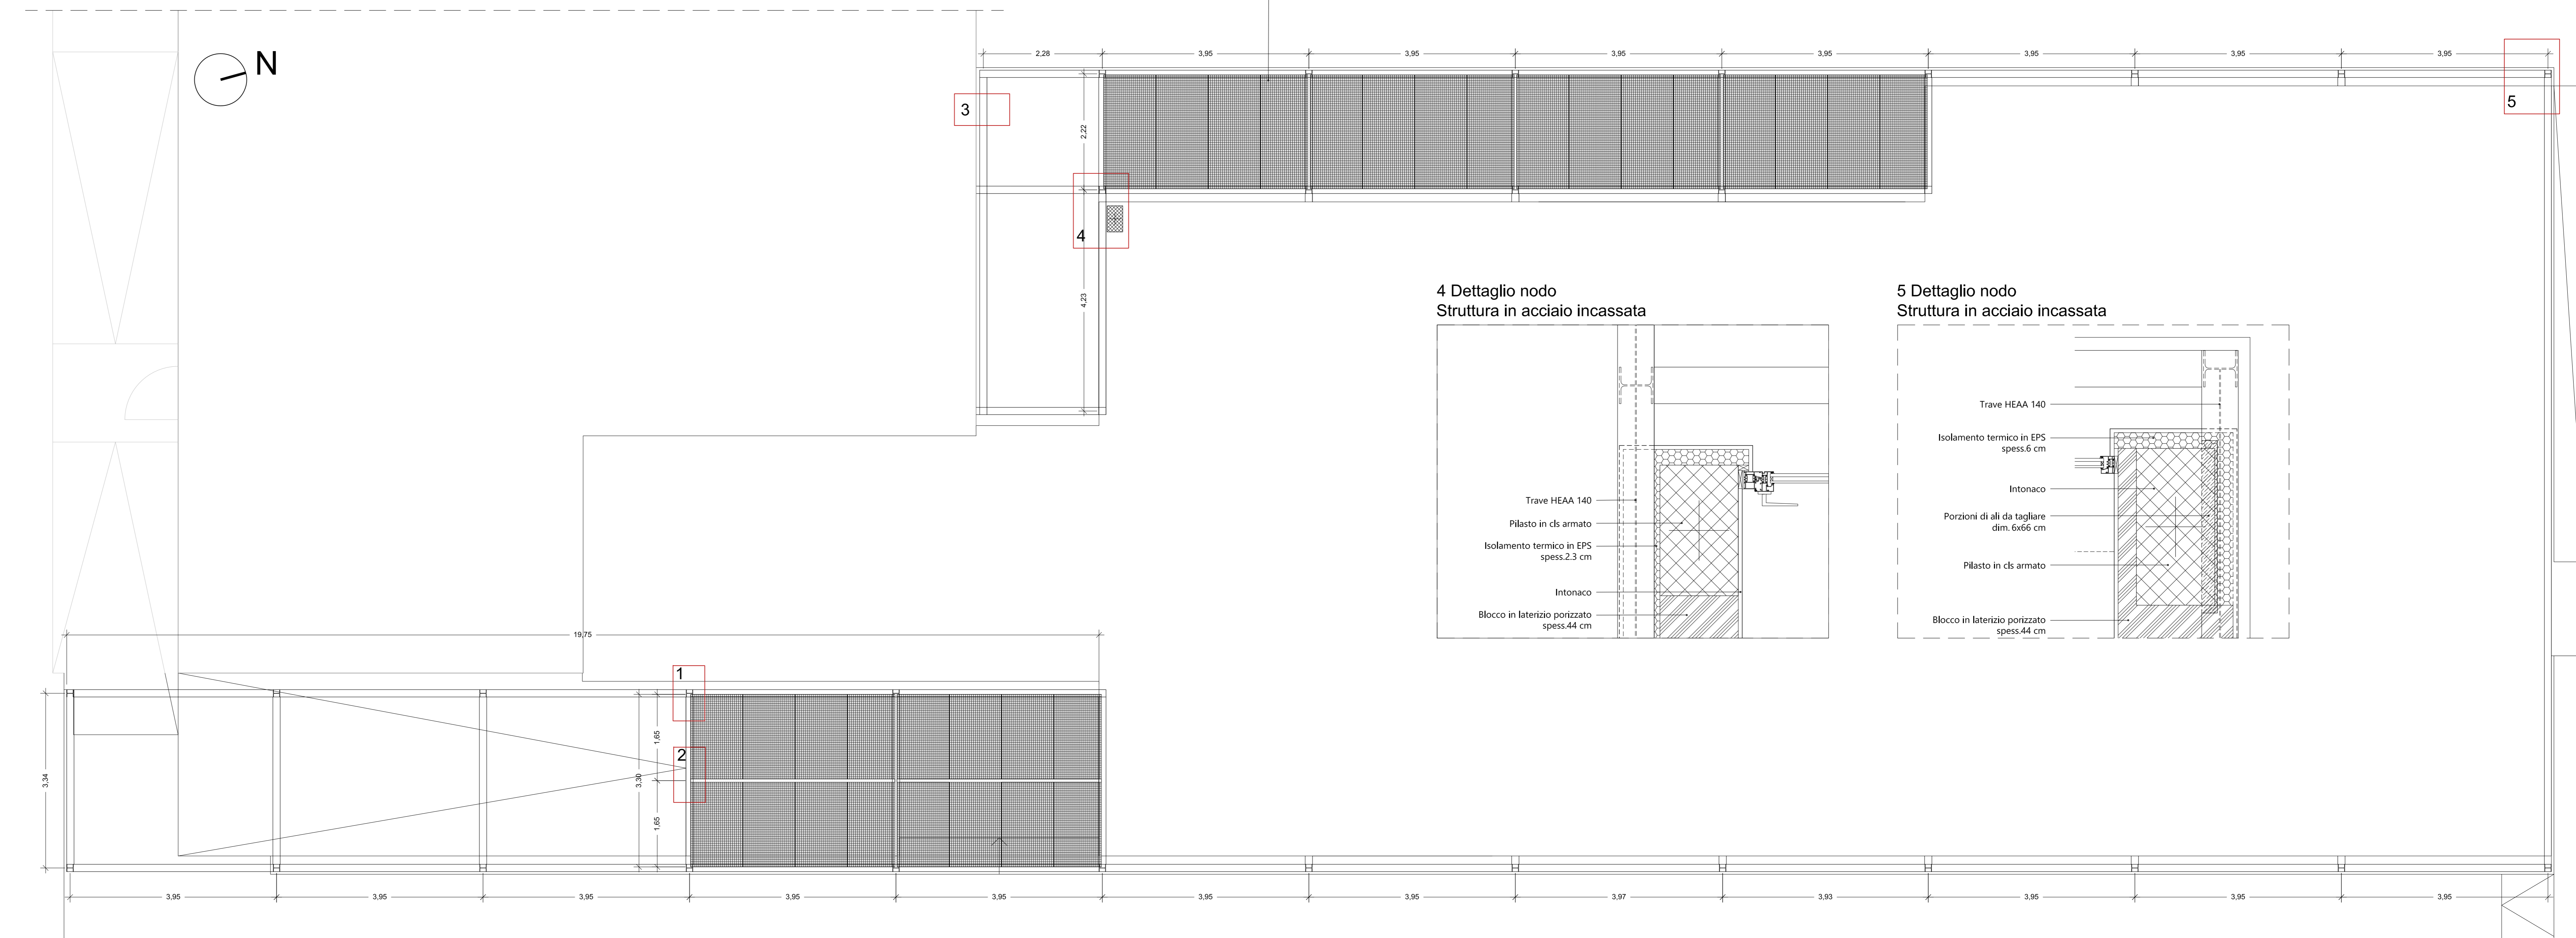 N
2,28
3,95
3,95
3,95
3,95
3,95
3,95
3,95
3
5
2,22
4
4,23
4 Dettaglio nodo
Struttura in acciaio incassata
Trave HEAA 140
Pilasto in cls armato
Isolamento termico in EPS
spess.2.3 cm
Intonaco
Blocco in laterizio porizzato
spess.44 cm
5 Dettaglio nodo
Struttura in acciaio incassata
Trave HEAA 140
Isolamento termico in EPS
spess.6 cm
Intonaco
Porzioni di ali da tagliare
dim. 6x66 cm
Pilasto in cls armato
Blocco in laterizio porizzato
spess.44 cm
19,75
1
1,65
2
3,34
3,30
1,65
3,95
3,95
3,95
3,95
3,95
3,95
3,95
3,97
3,93
3,95
3,95
3,95